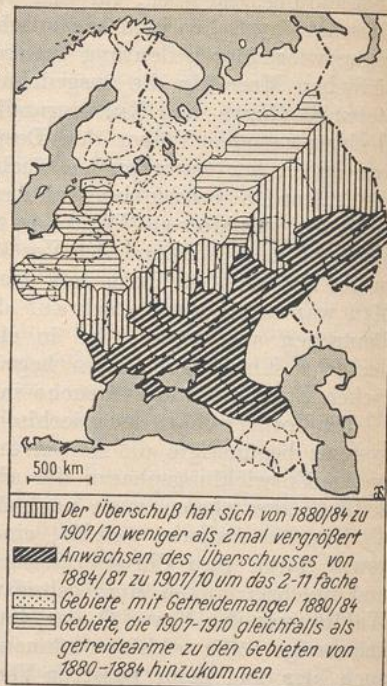 500 km
Der Überschuß hat sich von 1880/84 zu
1907/10 weniger als 2 mal vergrößert
Anwachsen des Überschusses von
1884/87 zu 1907/10 um das 2-11 fache
Gebiete mit Getreidemangel 1880/84
Gebiete, die 1907-1910 gleichfalls als
getreidearme zu den Gebieten von
1880-1884 hinzukommen